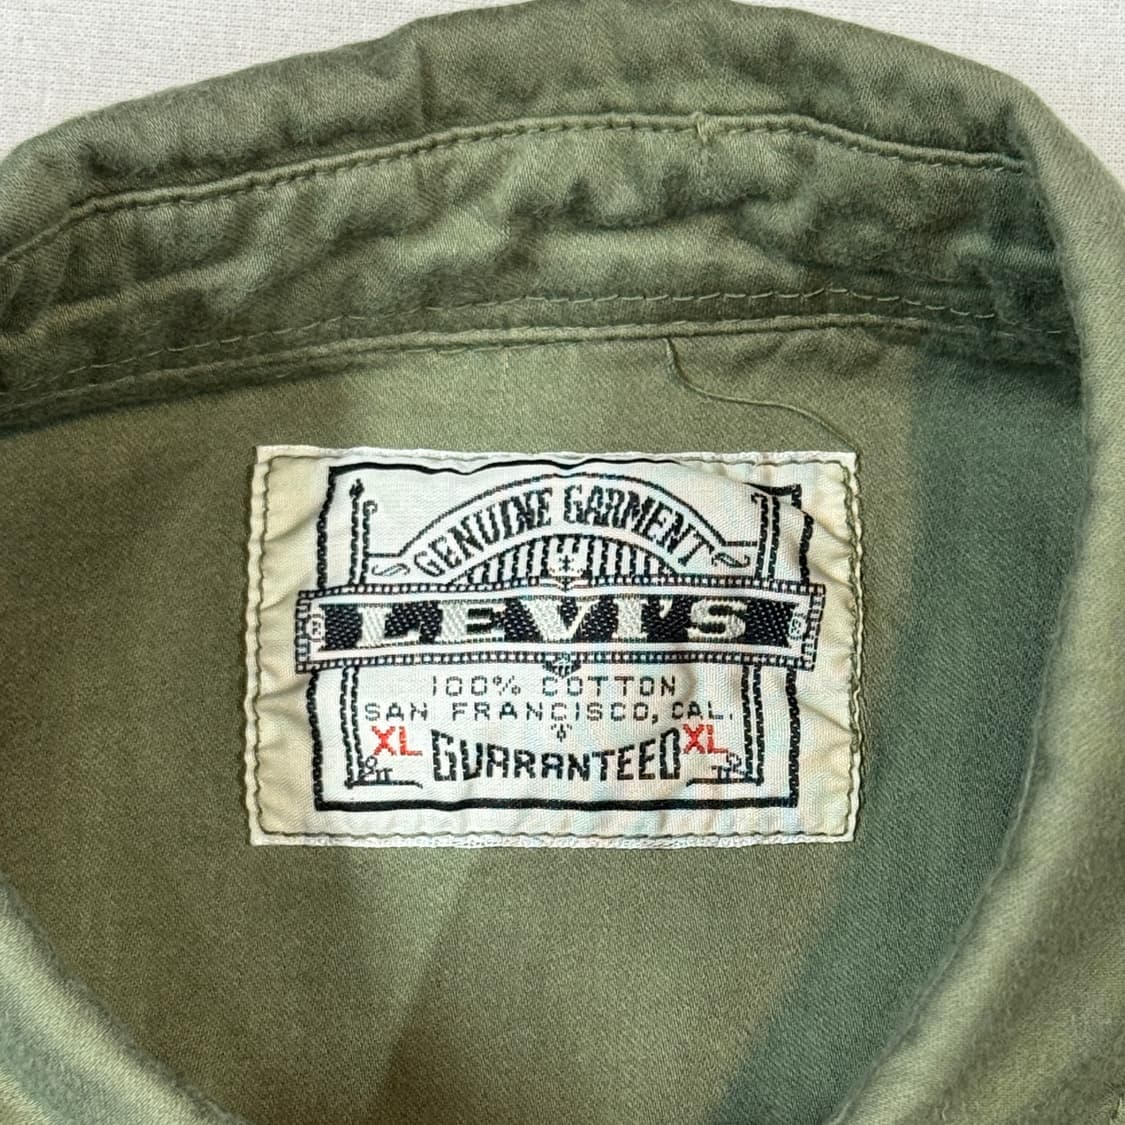 GENUINE GARMENT
LEVI'S
100% COTTON
SAN FRANCISCO, CAL.
XL GUARANTEED XL